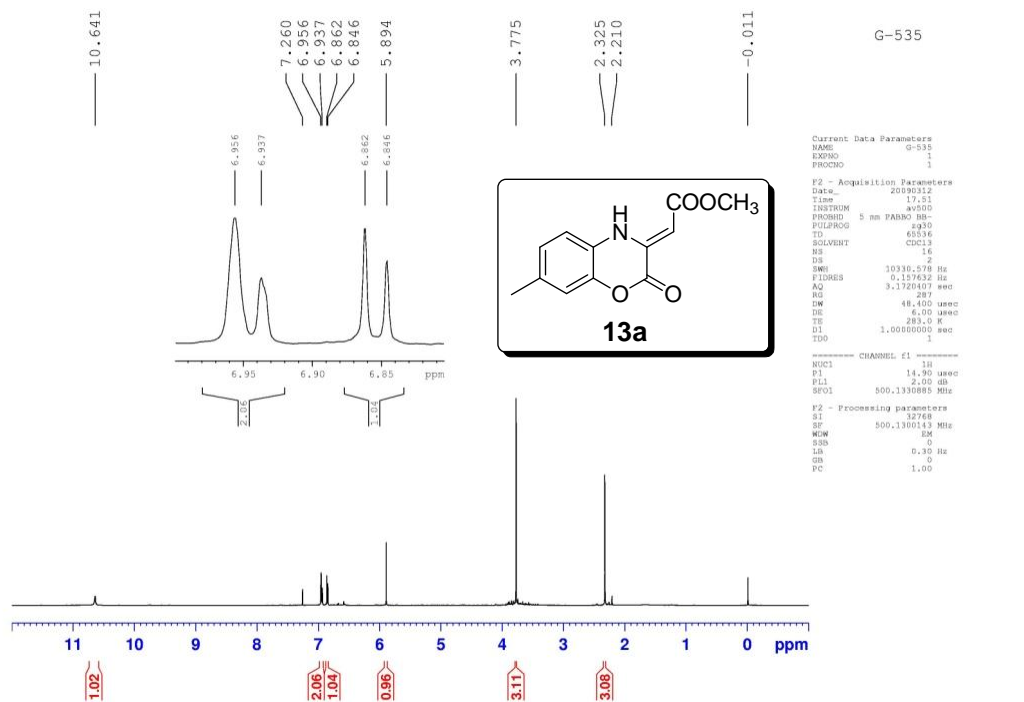 10.641
7.260
6.956
6.937
6.862
6.846
5.894
3.775
2.325
2.210
-0.011
G-535
6.956
6.937
6.862
6.846
6.95
6.90
6.85
ppm
2.06
1.04
H
N
COOCH3
O
O
13a
Current Data Parameters
NAME G-535
EXPNO 1
PROCNO 1
F2 - Acquisition Parameters
Date_ 20090312
Time 17.51
INSTRUM av500
PROBHD 5 mm PABBO BB-
PULPROG zg30
TD 65536
SOLVENT CDCl3
NS 16
DS 2
SWH 10330.578 Hz
FIDRES 0.157632 Hz
AQ 3.1720407 sec
RG 287
DW 48.400 usec
DE 6.00 usec
TE 283.0 K
D1 1.00000000 sec
TD0 1
======== CHANNEL f1 ========
NUC1 1H
P1 14.90 usec
PL1 2.00 dB
SFO1 500.1330885 MHz
F2 - Processing parameters
SI 32768
SF 500.1300143 MHz
WDW EM
SSB 0
LB 0.30 Hz
GB 0
PC 1.00
11 10 9 8 7 6 5 4 3 2 1 0 ppm
1.02
2.06
1.04
0.96
3.11
3.08